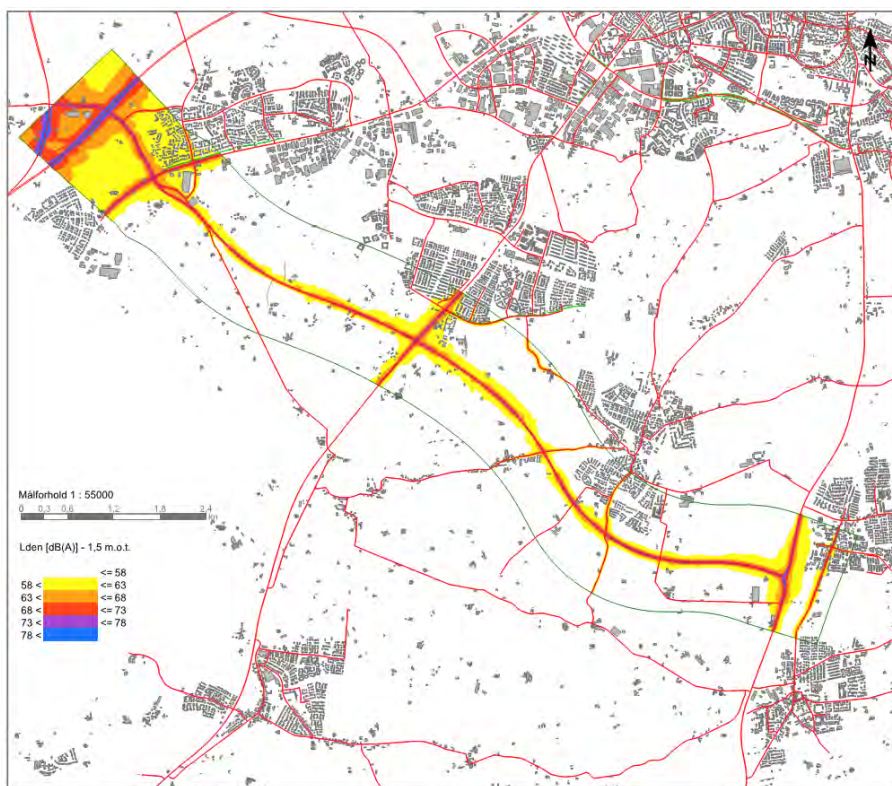 N
Målforhold 1 : 55000
0 0,3 0,6 1,2 1,8 2,4
Lden [dB(A)] - 1,5 m.o.t.
<= 58
58 < <= 63
63 < <= 68
68 < <= 73
73 < <= 78
78 <